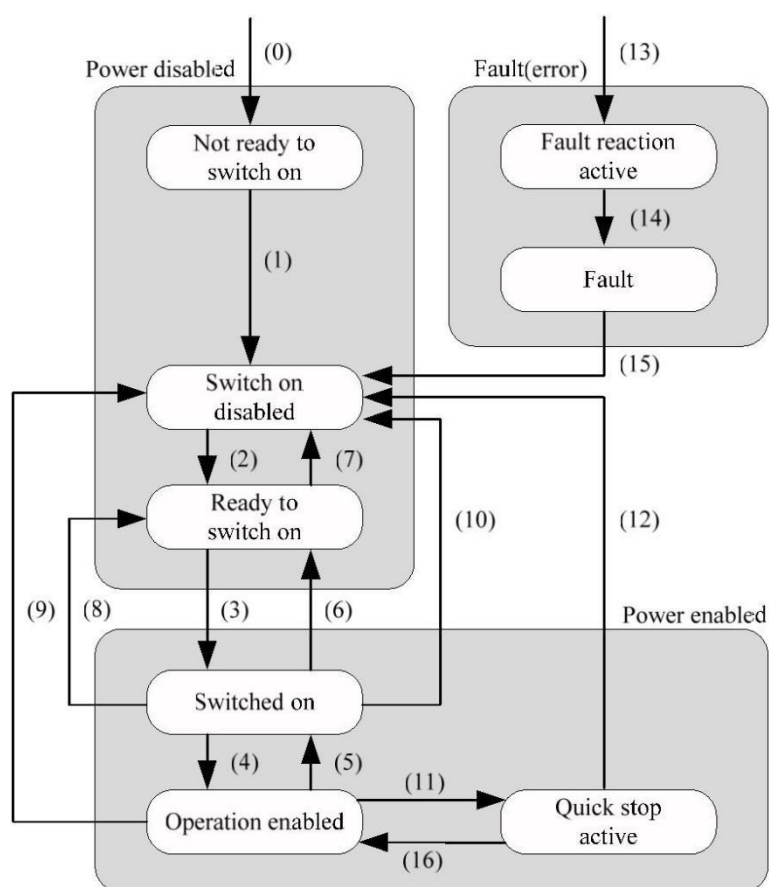 (0)
(13)
Power disabled
Fault(error)
Not ready to
switch on
Fault reaction
active
(14)
(1)
Fault
(15)
Switch on
disabled
(2)
(7)
Ready to
switch on
(10)
(12)
(9)
(8)
(3)
(6)
Power enabled
Switched on
(4)
(5)
(11)
Operation enabled
Quick stop
active
(16)